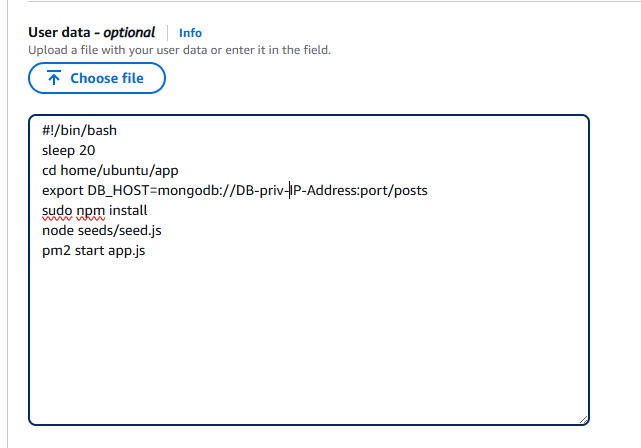 User data - optional Info
Upload a file with your user data or enter it in the field.
Choose file
#!/bin/bash
sleep 20
cd home/ubuntu/app
export DB_HOST=mongodb://DB-priv-IP-Address:port/posts
sudo npm install
node seeds/seed.js
pm2 start app.js